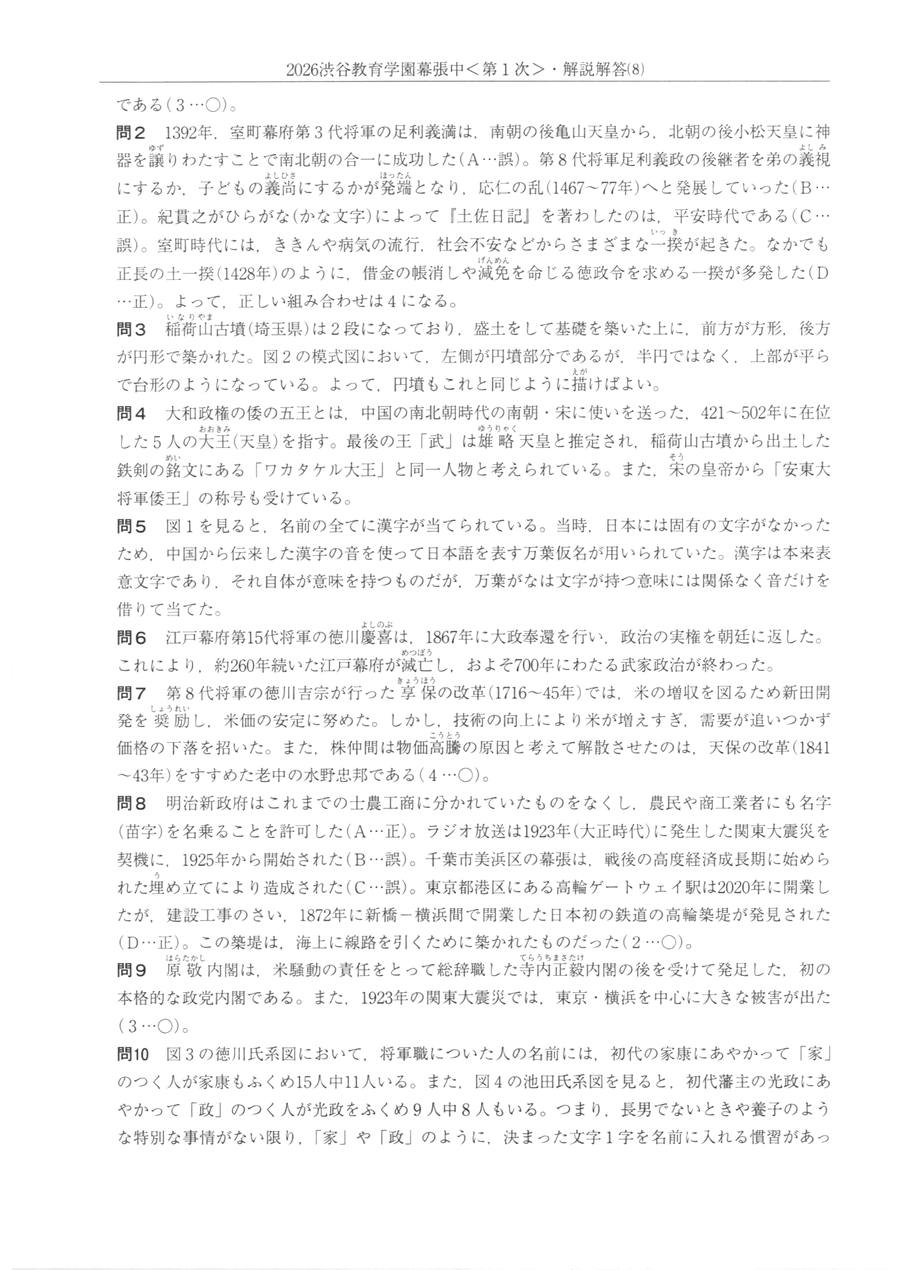 2026渋谷教育学園幕張中＜第１次＞・解説解答(8)
である(３…○)。
問2　1392年，室町幕府第３代将軍の足利義満は，南朝の後亀山天皇から，北朝の後小松天皇に神
器を譲りわたすことで南北朝の合一に成功した(Ａ…誤)。第８代将軍足利義政の後継者を弟の義視
にするか，子どもの義尚にするかが発端となり，応仁の乱(1467～77年)へと発展していった(Ｂ…
正)。紀貫之がひらがな(かな文字)によって『土佐日記』を著わしたのは，平安時代である(Ｃ…
誤)。室町時代には，ききんや病気の流行，社会不安などからさまざまな一揆が起きた。なかでも
正長の土一揆(1428年)のように，借金の帳消しや減免を命じる徳政令を求める一揆が多発した(Ｄ
…正)。よって，正しい組み合わせは４になる。
問3　稲荷山古墳(埼玉県)は２段になっており，盛土をして基礎を築いた上に，前方が方形，後方
が円形で築かれた。図２の模式図において，左側が円墳部分であるが，半円ではなく，上部が平ら
で台形のようになっている。よって，円墳もこれと同じように描けばよい。
問4　大和政権の倭の五王とは，中国の南北朝時代の南朝・宋に使いを送った，421～502年に在位
した５人の大王(天皇)を指す。最後の王「武」は雄略天皇と推定され，稲荷山古墳から出土した
鉄剣の銘文にある「ワカタケル大王」と同一人物と考えられている。また，宋の皇帝から「安東大
将軍倭王」の称号も受けている。
問5　図１を見ると，名前の全てに漢字が当てられている。当時，日本には固有の文字がなかった
ため，中国から伝来した漢字の音を使って日本語を表す万葉仮名が用いられていた。漢字は本来表
意文字であり，それ自体が意味を持つものだが，万葉がなは文字が持つ意味には関係なく音だけを
借りて当てた。
問6　江戸幕府第15代将軍の徳川慶喜は，1867年に大政奉還を行い，政治の実権を朝廷に返した。
これにより，約260年続いた江戸幕府が滅亡し，およそ700年にわたる武家政治が終わった。
問7　第８代将軍の徳川吉宗が行った享保の改革(1716～45年)では，米の増収を図るため新田開
発を奨励し，米価の安定に努めた。しかし，技術の向上により米が増えすぎ，需要が追いつかず
価格の下落を招いた。また，株仲間は物価高騰の原因と考えて解散させたのは，天保の改革(1841
～43年)をすすめた老中の水野忠邦である(４…○)。
問8　明治新政府はこれまでの士農工商に分かれていたものをなくし，農民や商工業者にも名字
(苗字)を名乗ることを許可した(Ａ…正)。ラジオ放送は1923年(大正時代)に発生した関東大震災を
契機に，1925年から開始された(Ｂ…誤)。千葉市美浜区の幕張は，戦後の高度経済成長期に始めら
れた埋め立てにより造成された(Ｃ…誤)。東京都港区にある高輪ゲートウェイ駅は2020年に開業し
たが，建設工事のさい，1872年に新橋－横浜間で開業した日本初の鉄道の高輪築堤が発見された
(Ｄ…正)。この築堤は，海上に線路を引くために築かれたものだった(２…○)。
問9　原敬内閣は，米騒動の責任をとって総辞職した寺内正毅内閣の後を受けて発足した，初の
本格的な政党内閣である。また，1923年の関東大震災では，東京・横浜を中心に大きな被害が出た
(３…○)。
問10　図３の徳川氏系図において，将軍職についた人の名前には，初代の家康にあやかって「家」
のつく人が家康もふくめ15人中11人いる。また，図４の池田氏系図を見ると，初代藩主の光政にあ
やかって「政」のつく人が光政をふくめ９人中８人もいる。つまり，長男でないときや養子のよう
な特別な事情がない限り，「家」や「政」のように，決まった文字１字を名前に入れる慣習があっ